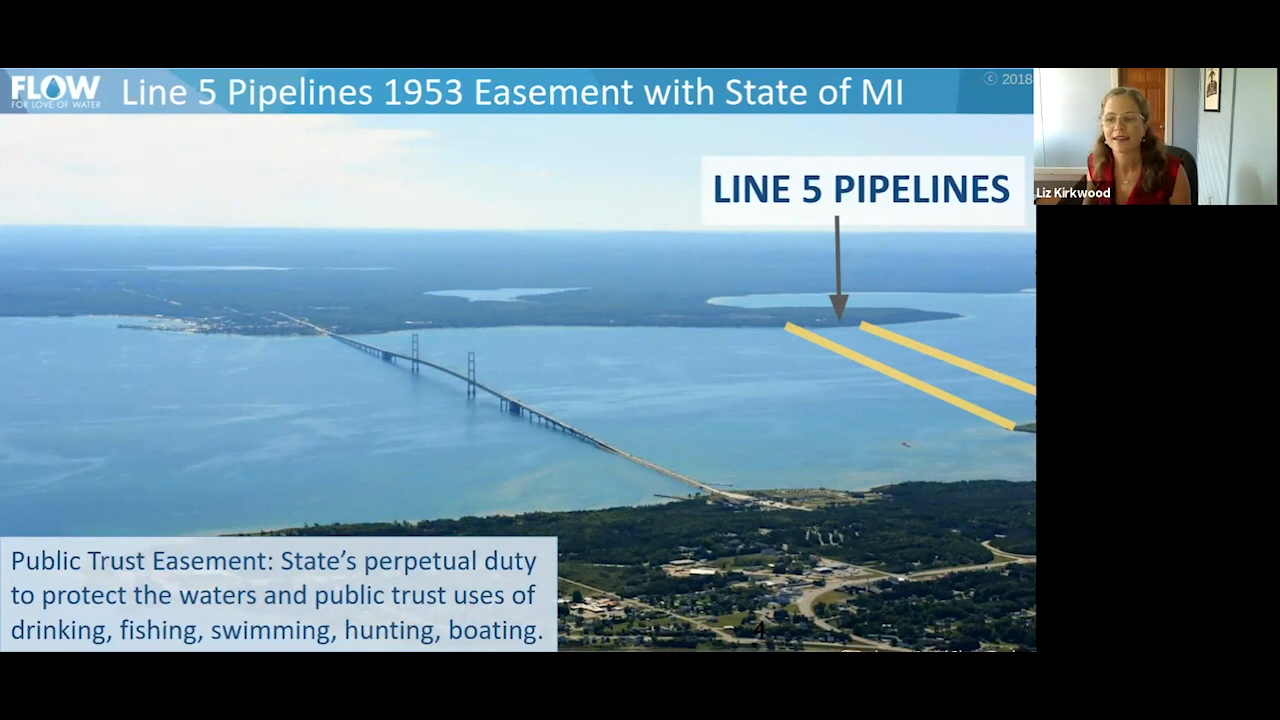 FLOW
FOR LOVE OF WATER
Line 5 Pipelines 1953 Easement with State of MI
© 2018
Liz Kirkwood
LINE 5 PIPELINES
Public Trust Easement: State’s perpetual duty
to protect the waters and public trust uses of
drinking, fishing, swimming, hunting, boating.
4